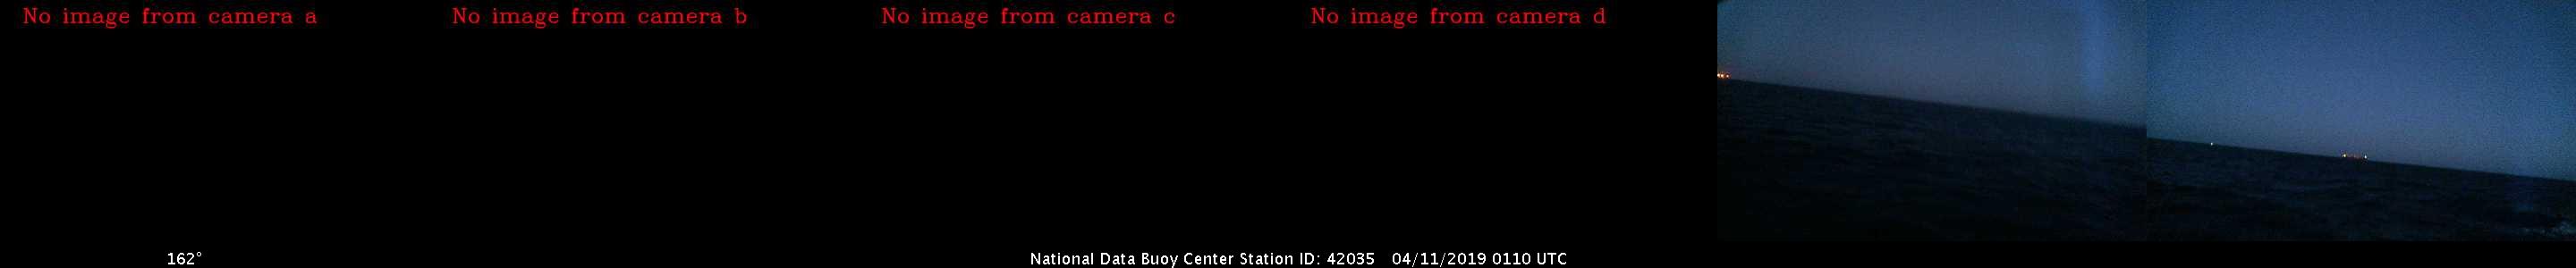 No image from camera a
No image from camera b
No image from camera c
No image from camera d
162°
National Data Buoy Center Station ID: 42035 04/11/2019 0110 UTC